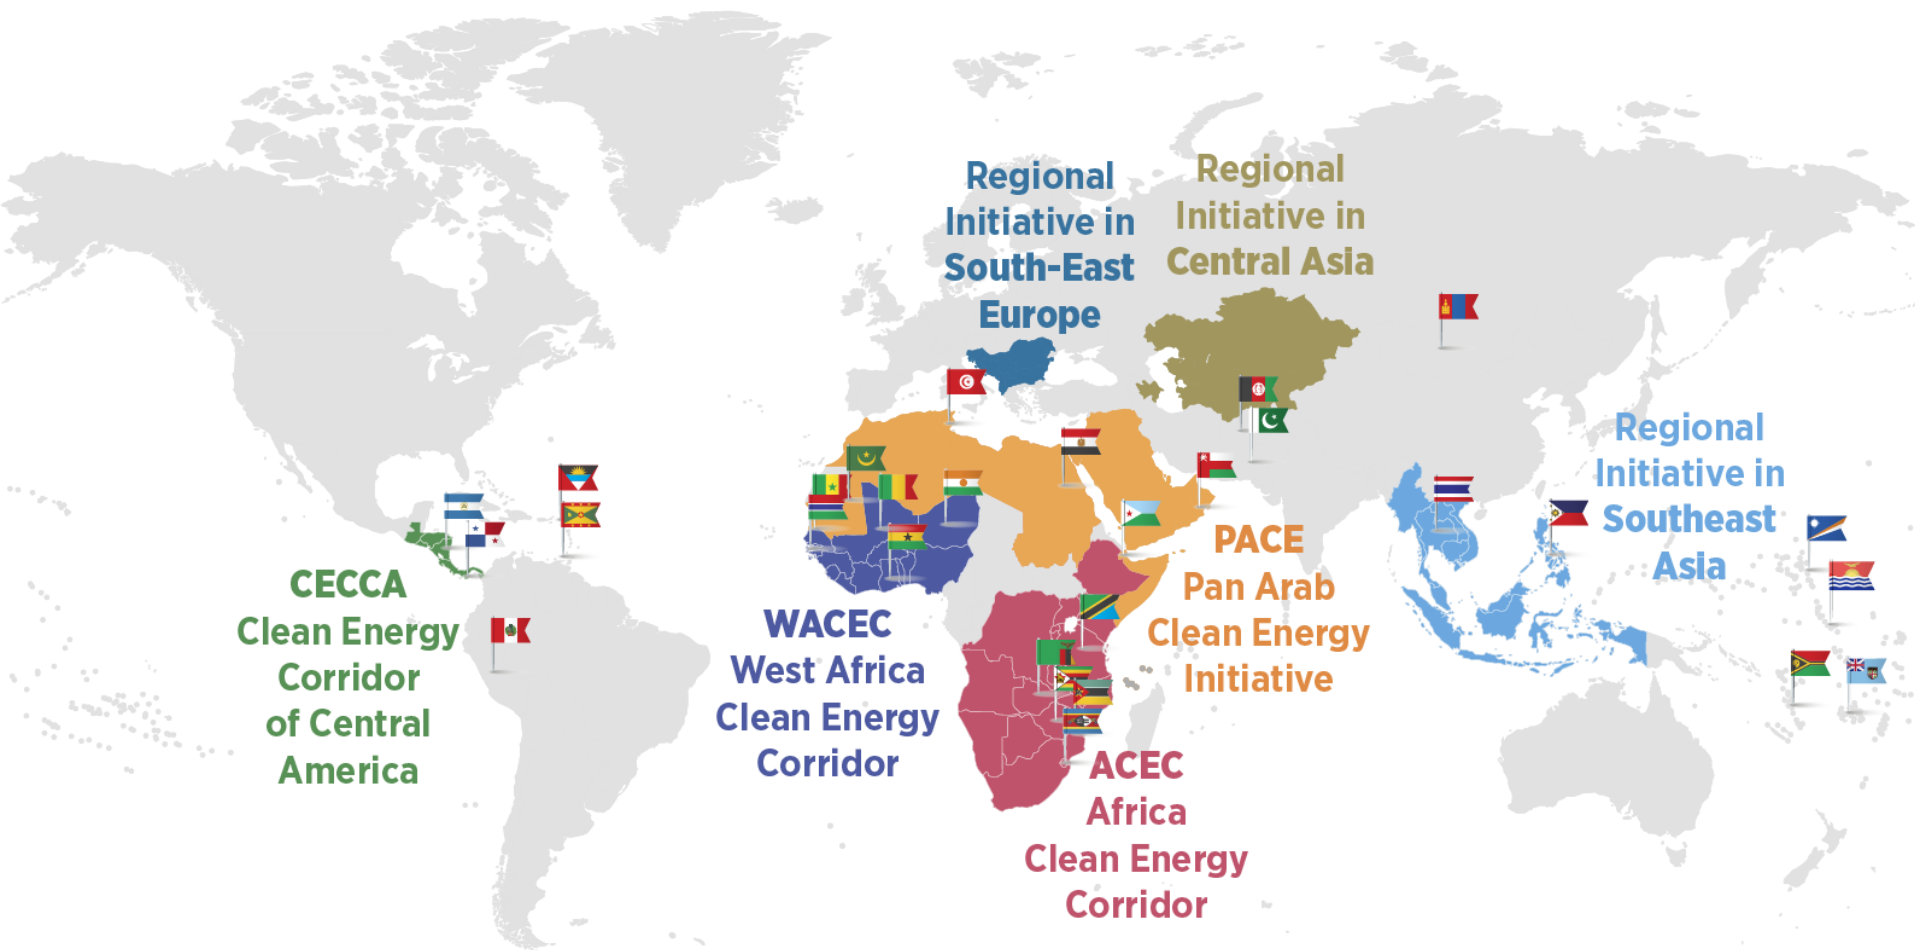 Regional
Initiative in
South-East
Europe
Regional
Initiative in
Central Asia
Regional
Initiative in
Southeast
Asia
CECCA
Clean Energy
Corridor
of Central
America
WACEC
West Africa
Clean Energy
Corridor
PACE
Pan Arab
Clean Energy
Initiative
ACEC
Africa
Clean Energy
Corridor